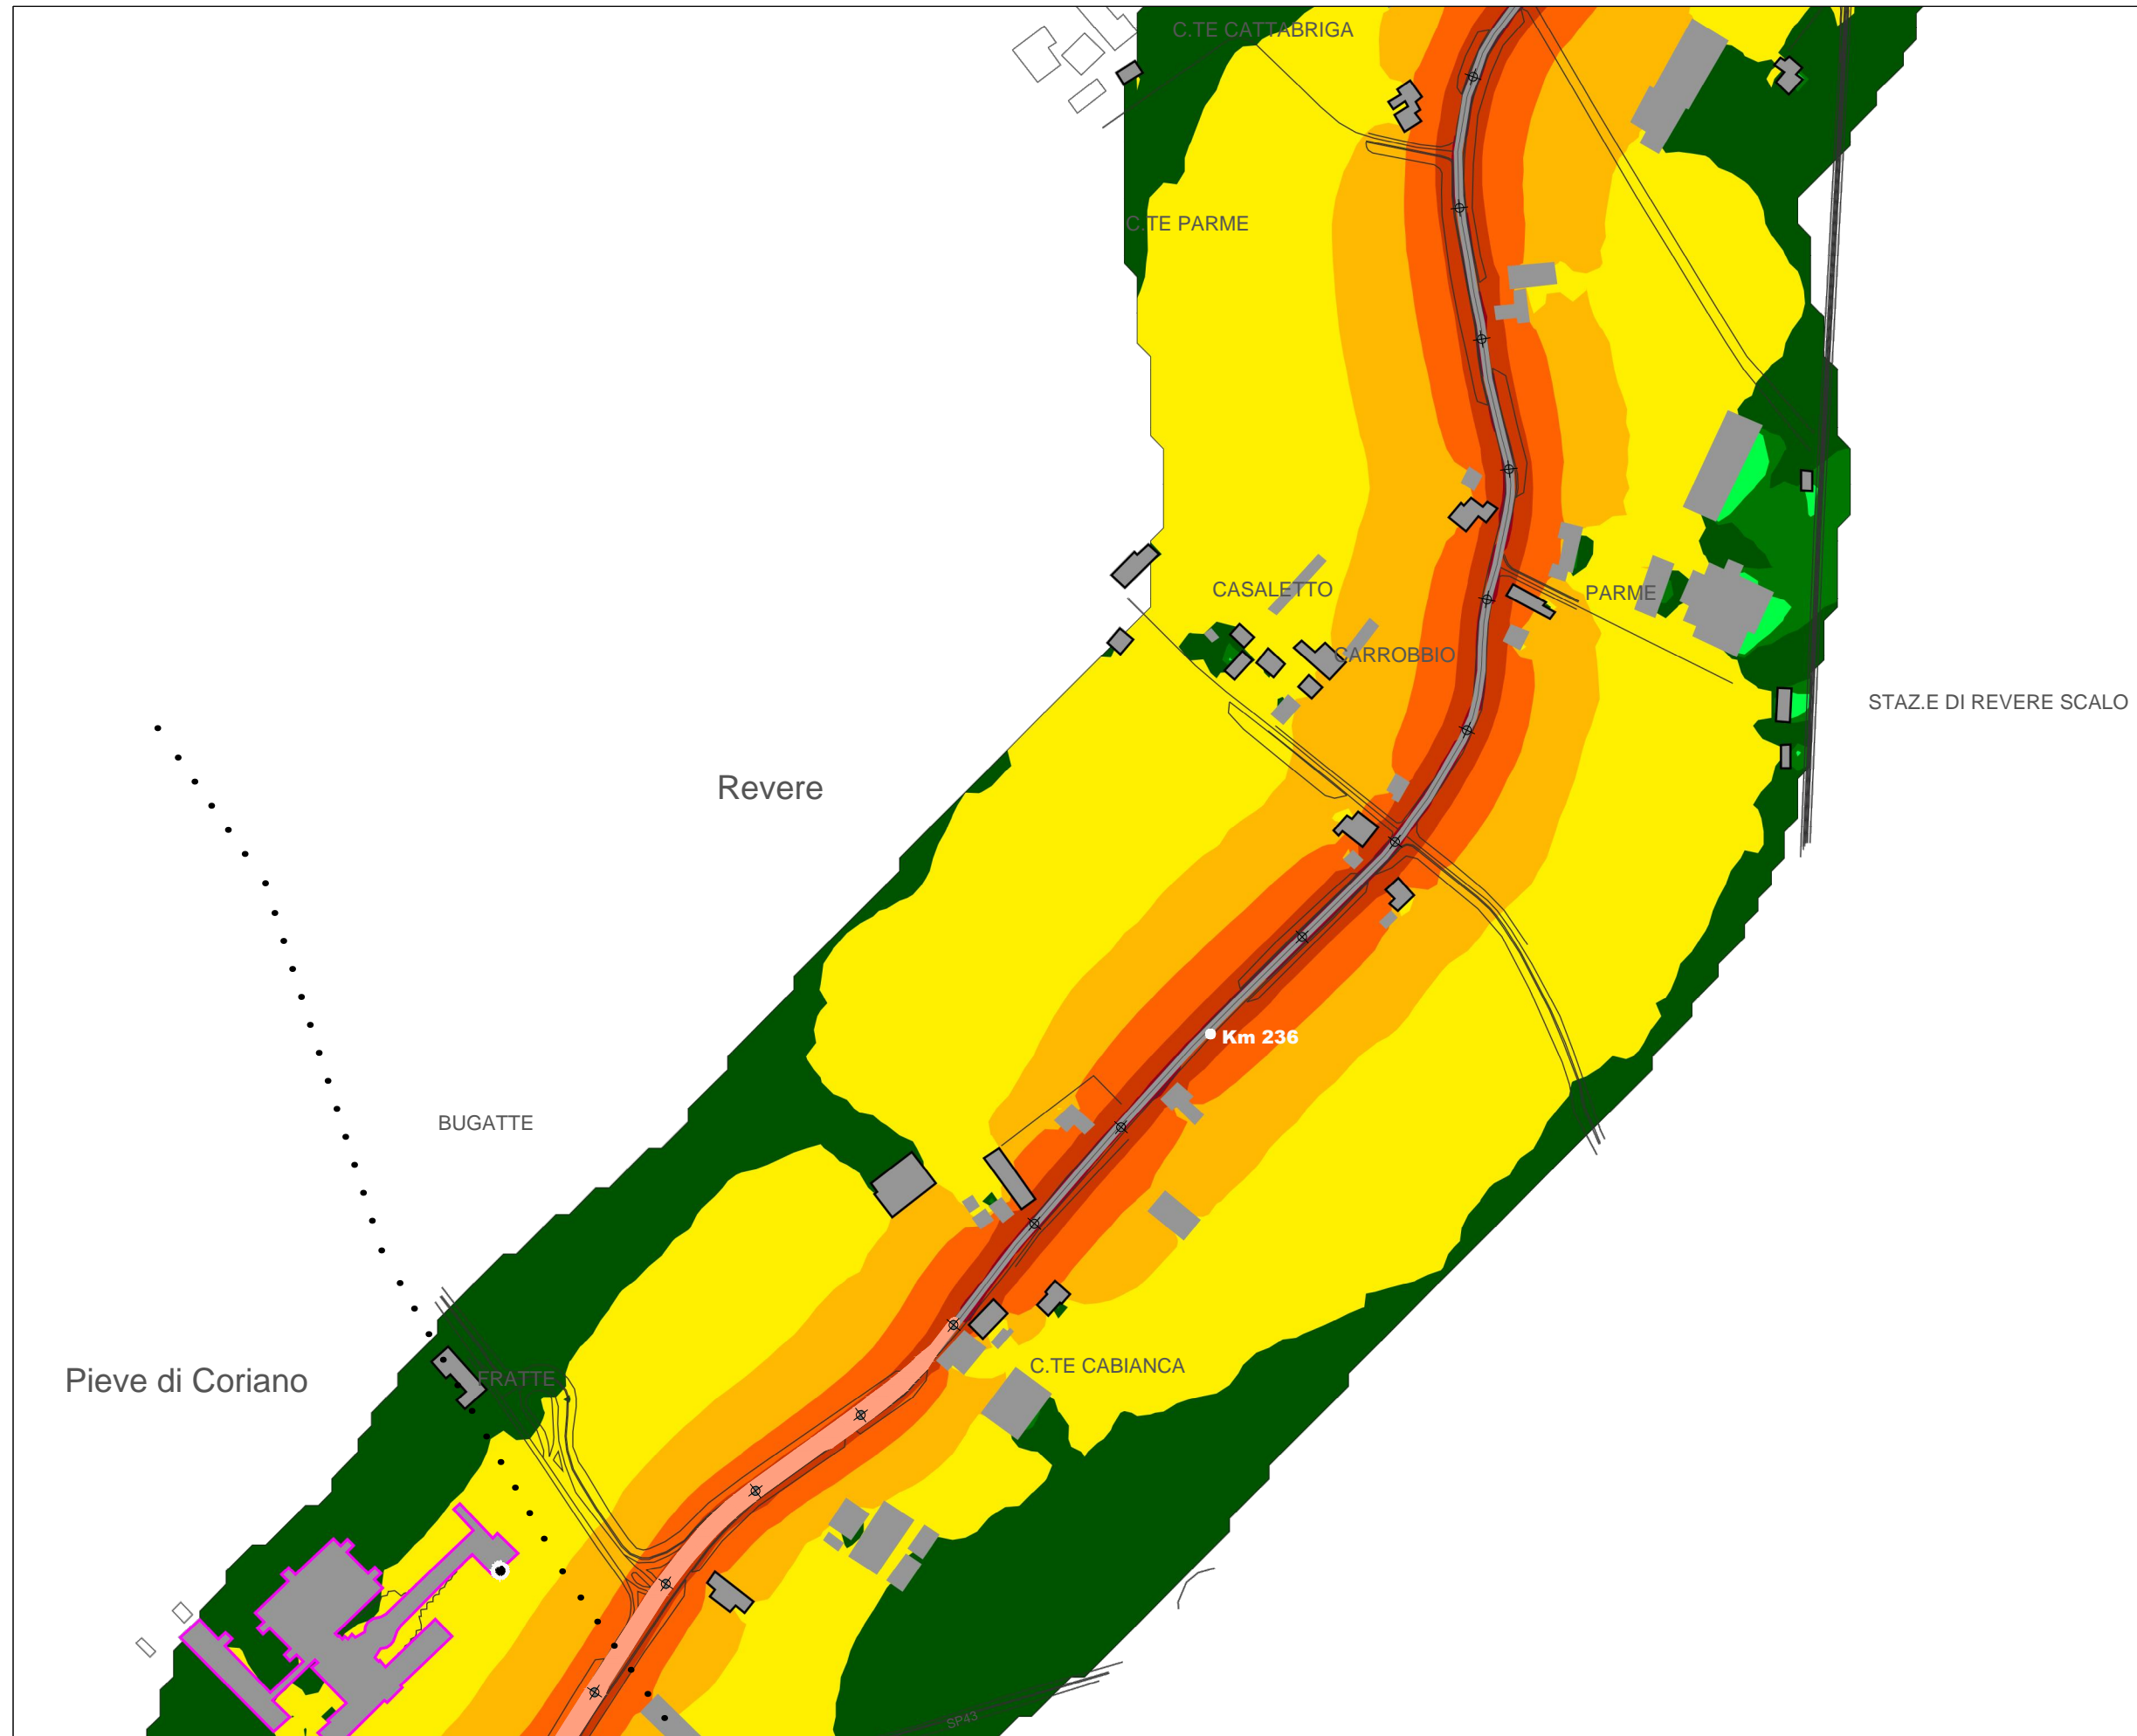 C.TE CATTABRIGA
C.TE PARME
CASALETTO
PARME
CARROBBIO
STAZ.E DI REVERE SCALO
Revere
Km 236
BUGATTE
C.TE CABIANCA
Pieve di Coriano
FRATTE
SP43